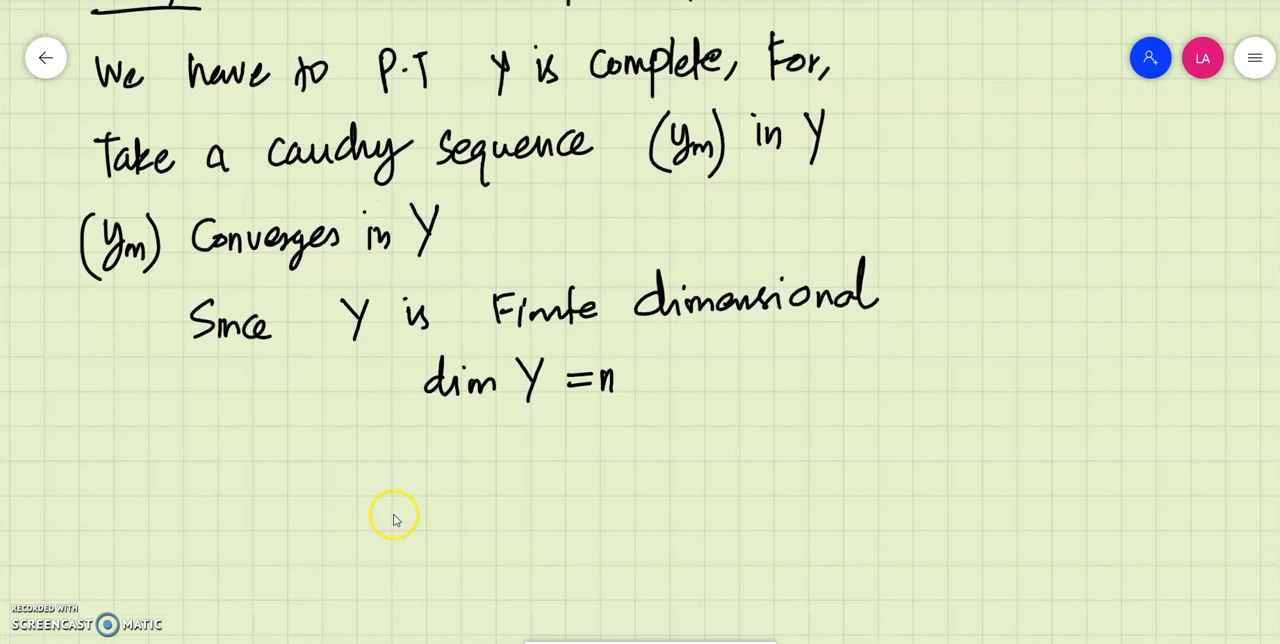 We have to P.T Y is complete, For,
LA
Take a cauchy sequence (ym) in Y
(ym) Converges in Y
Since Y is Finite dimensional
dim Y = n
RECORDED WITH
SCREENCAST MATIC